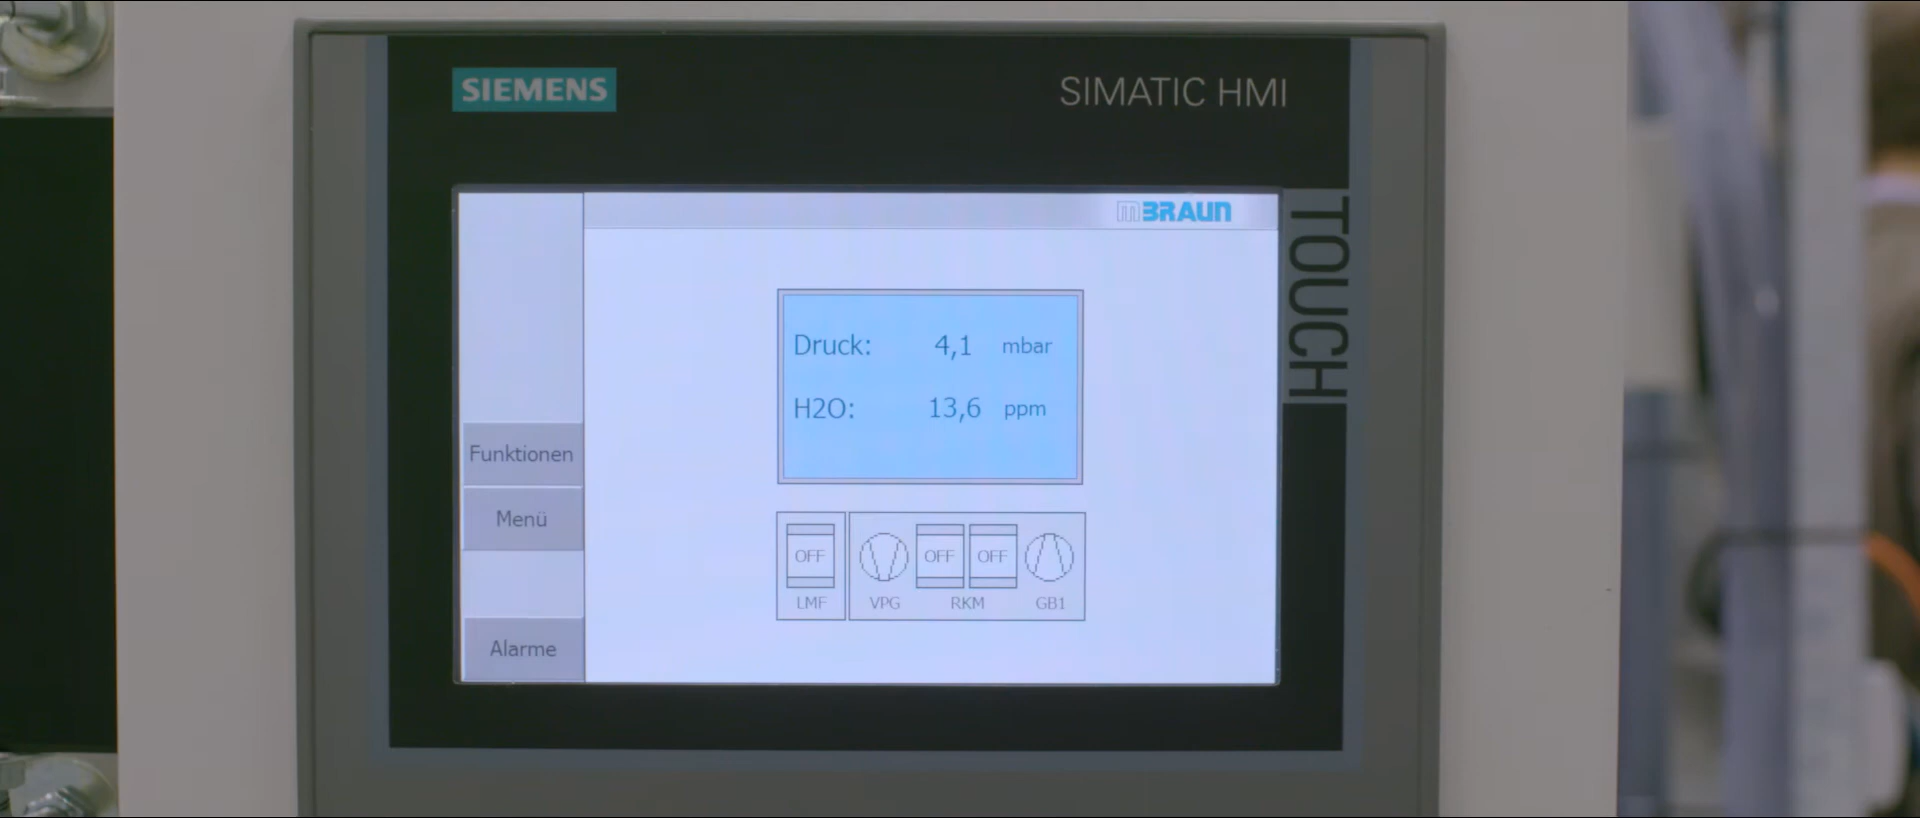 SIEMENS
SIMATIC HMI
TOUCH
mBRAUN
Druck: 4,1 mbar
H2O: 13,6 ppm
Funktionen
Menü
Alarme
OFF OFF OFF
LMF VPG RKM GB1